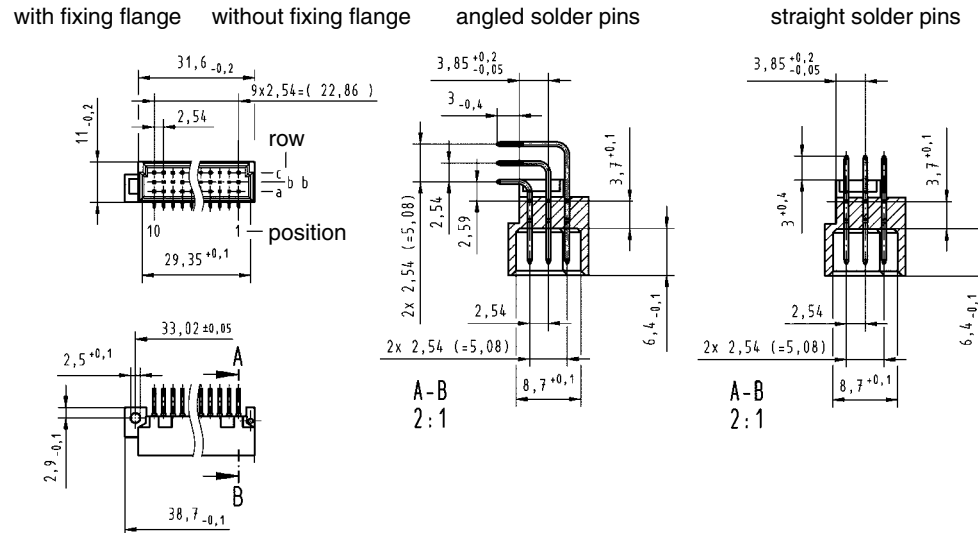 with fixing flange without fixing flange angled solder pins straight solder pins
31,6 -0,2
9x2,54=( 22,86 )
2,54
11 -0,2
row
c
b b
a
10 1 position
29,35 +0,1
33,02 ±0,05
2,5 +0,1
A
B
2,9 -0,1
38,7 -0,1
3,85 +0,2 -0,05
3 -0,4
3,7 +0,1
2,54
2,59
2x 2,54 (=5,08)
2,54
2x 2,54 (=5,08)
6,4 -0,1
A-B
2:1
8,7 +0,1
3,85 +0,2 -0,05
3,7 +0,1
3 +0,4
2,54
2x 2,54 (=5,08)
6,4 -0,1
A-B
2:1
8,7 +0,1